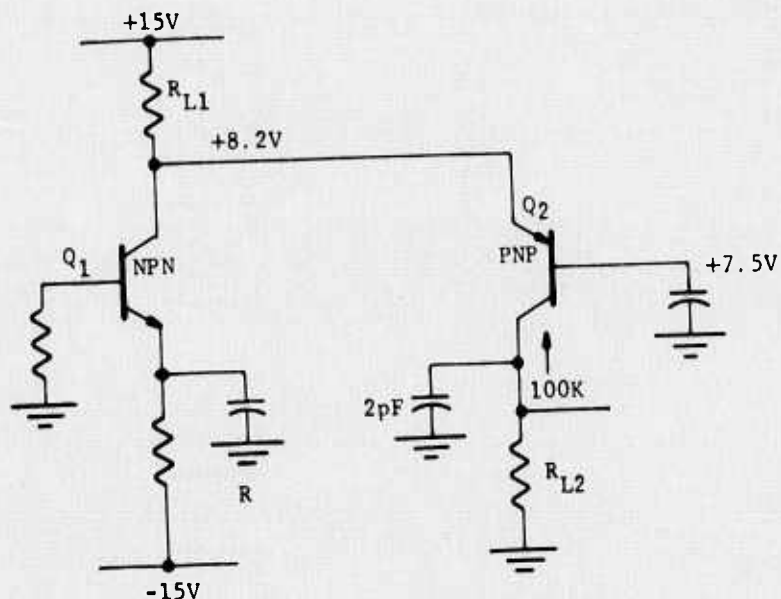 +15V
R_L1
+8.2V
Q_2
Q_1
NPN
PNP
+7.5V
2pF
100K
R
R_L2
-15V